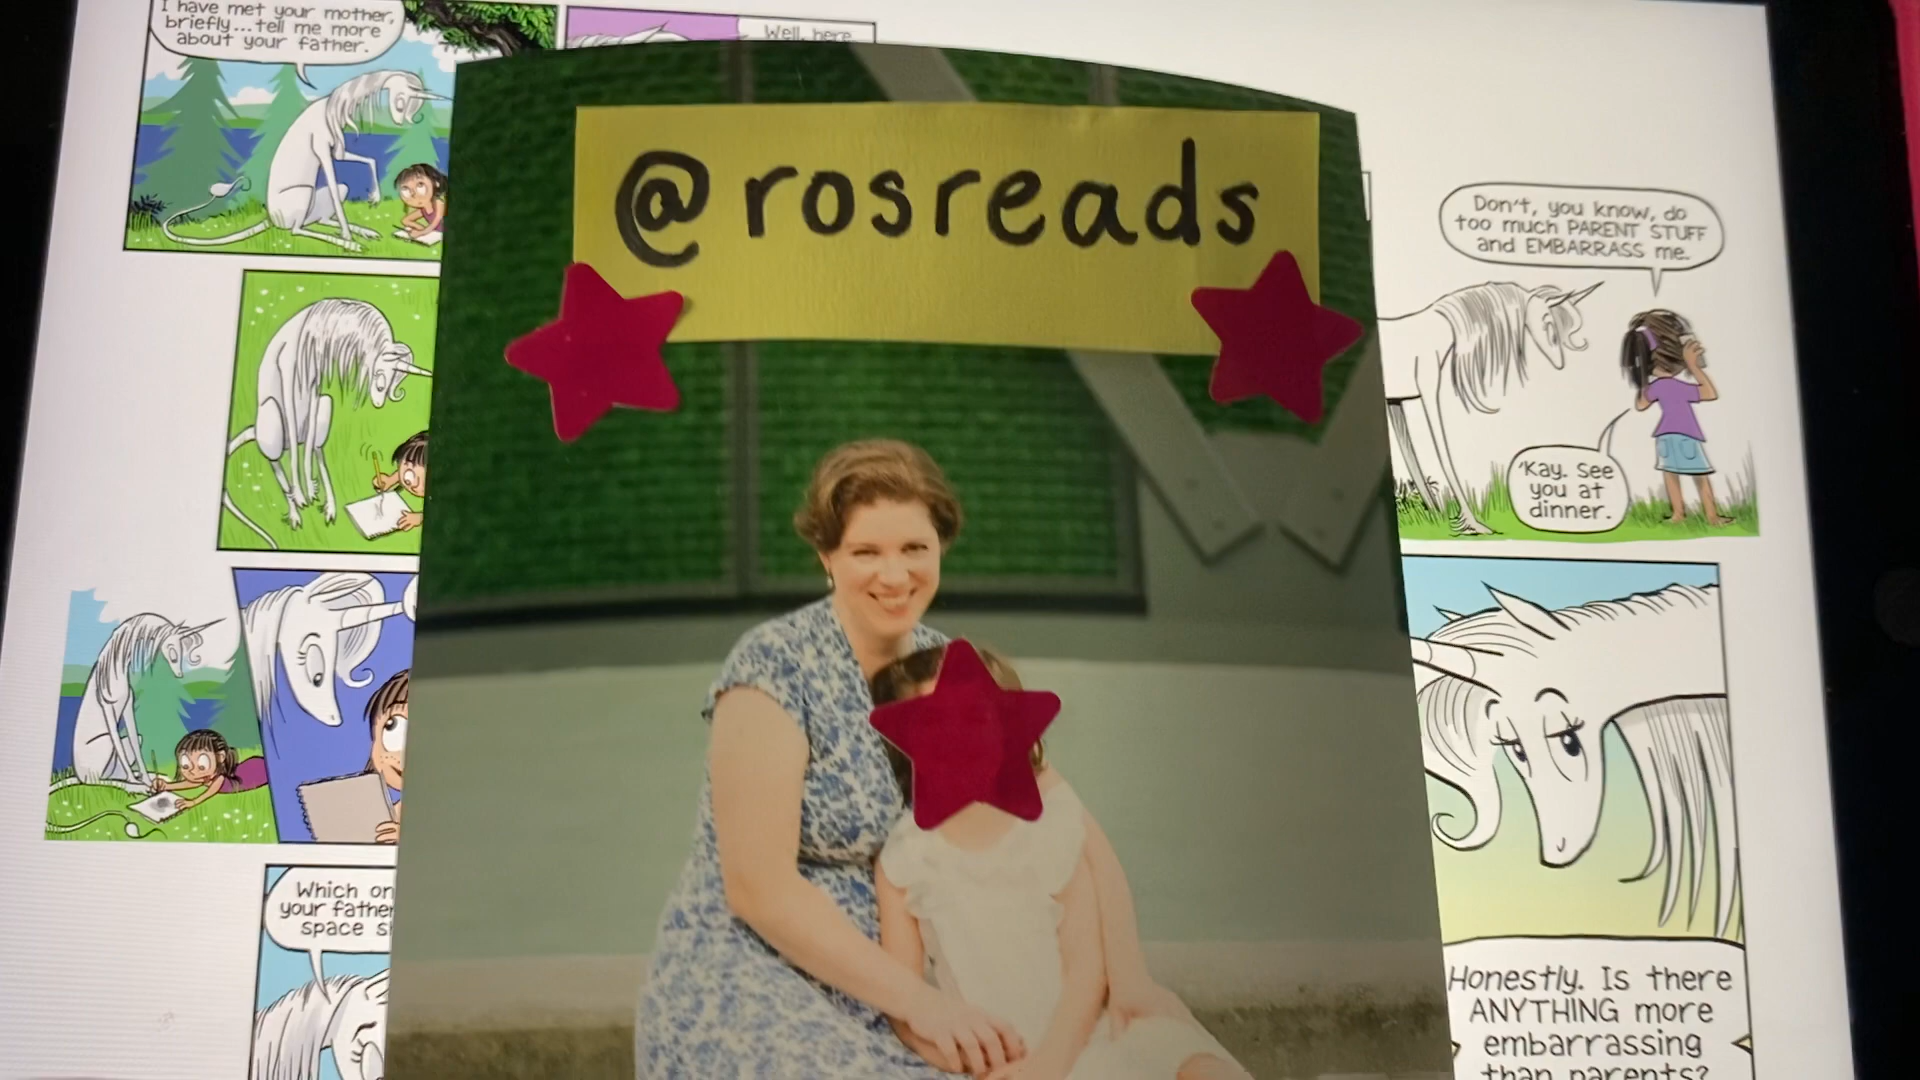 I have met your mother,
briefly...tell me more
about your father.
Well, here
@rosreads
Don't, you know, do
too much PARENT STUFF
and EMBARRASS me.
'Kay. See
you at
dinner.
Which
your father
space
Honestly. Is there
ANYTHING more
embarrassing
than parents?